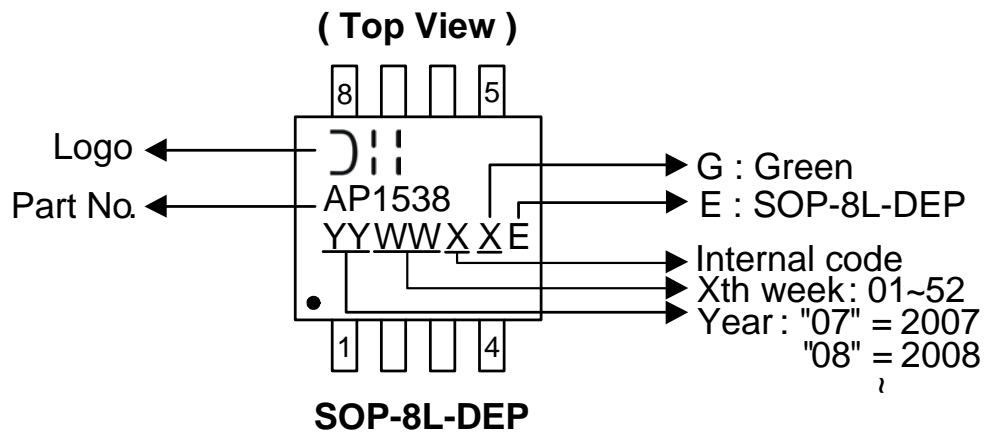 ( Top View )
8 5
Logo
Part No.
AP1538
YYWWXXE
G : Green
E : SOP-8L-DEP
Internal code
Xth week : 01~52
Year : "07" = 2007
"08" = 2008
~
1 4
SOP-8L-DEP